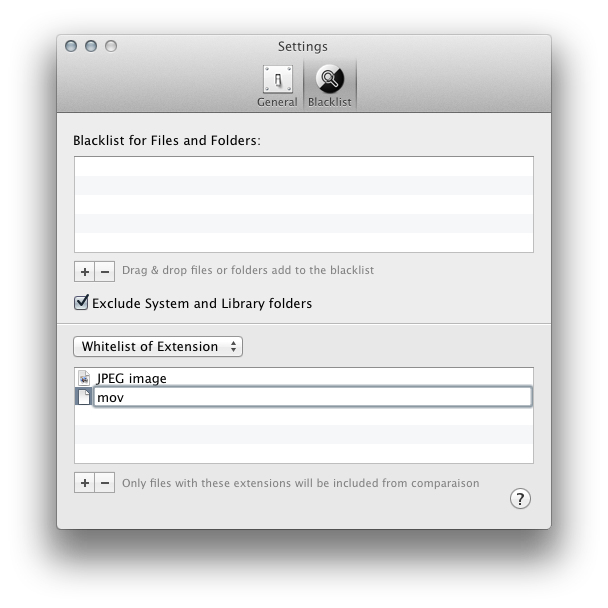 Settings
General
Blacklist
Blacklist for Files and Folders:
+ −
Drag & drop files or folders add to the blacklist
Exclude System and Library folders
Whitelist of Extension
JPEG image
mov
+ −
Only files with these extensions will be included from comparaison
?